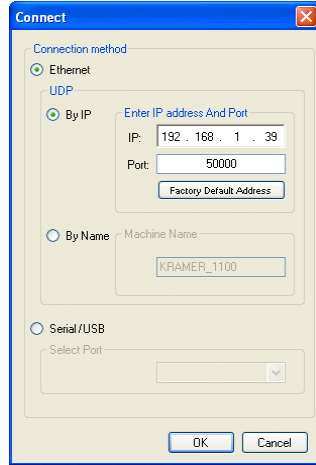 Connect
Connection method
Ethernet
UDP
By IP
Enter IP address And Port
IP: 192 . 168 . 1 . 39
Port: 50000
Factory Default Address
By Name
Machine Name
KRAMER_1100
Serial/USB
Select Port
OK Cancel